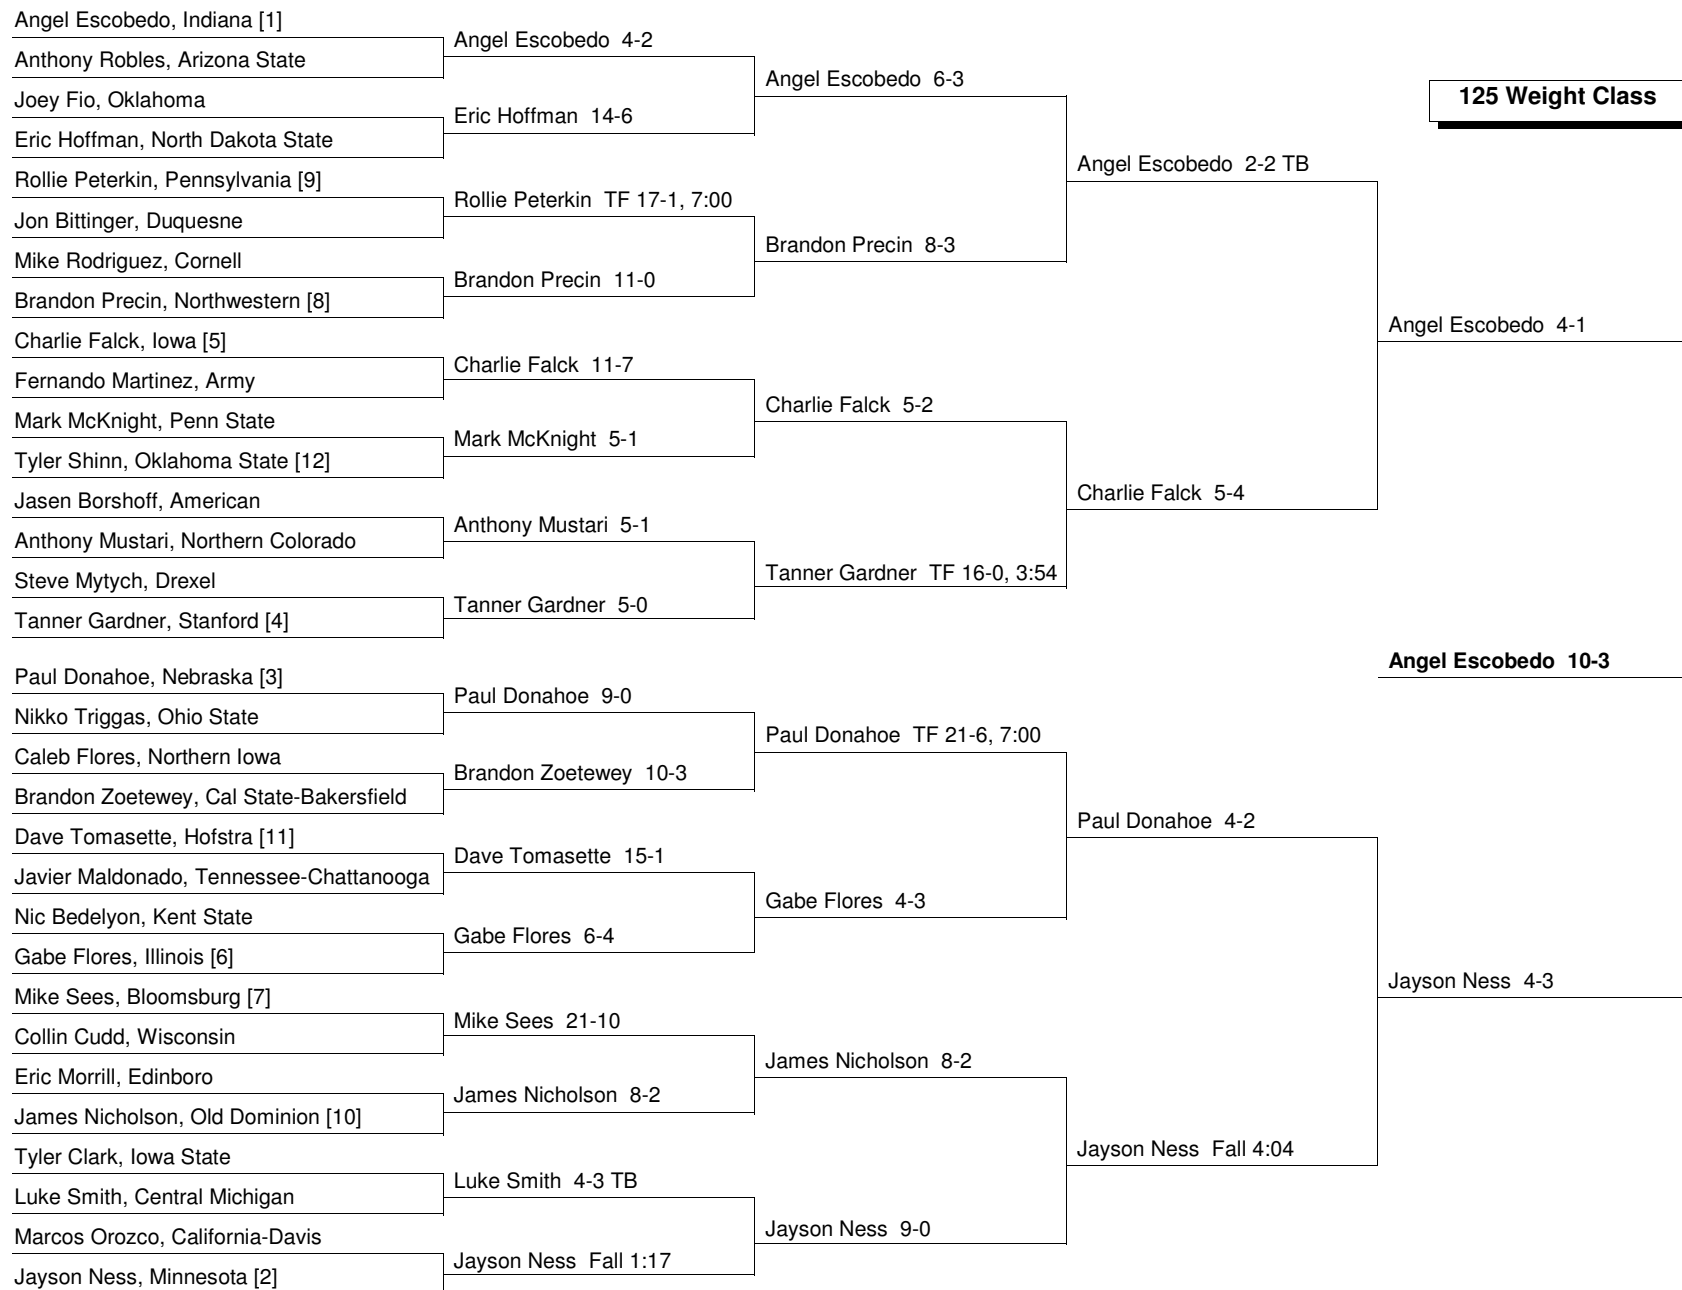 Angel Escobedo, Indiana [1]
Anthony Robles, Arizona State
Joey Fio, Oklahoma
Eric Hoffman, North Dakota State
Rollie Peterkin, Pennsylvania [9]
Jon Bittinger, Duquesne
Mike Rodriguez, Cornell
Brandon Precin, Northwestern [8]
Charlie Falck, Iowa [5]
Fernando Martinez, Army
Mark McKnight, Penn State
Tyler Shinn, Oklahoma State [12]
Jasen Borshoff, American
Anthony Mustari, Northern Colorado
Steve Mytych, Drexel
Tanner Gardner, Stanford [4]
Paul Donahoe, Nebraska [3]
Nikko Triggas, Ohio State
Caleb Flores, Northern Iowa
Brandon Zoetewey, Cal State-Bakersfield
Dave Tomasette, Hofstra [11]
Javier Maldonado, Tennessee-Chattanooga
Nic Bedelyon, Kent State
Gabe Flores, Illinois [6]
Mike Sees, Bloomsburg [7]
Collin Cudd, Wisconsin
Eric Morrill, Edinboro
James Nicholson, Old Dominion [10]
Tyler Clark, Iowa State
Luke Smith, Central Michigan
Marcos Orozco, California-Davis
Jayson Ness, Minnesota [2]
Angel Escobedo 4-2
Eric Hoffman 14-6
Rollie Peterkin TF 17-1, 7:00
Brandon Precin 11-0
Charlie Falck 11-7
Mark McKnight 5-1
Anthony Mustari 5-1
Tanner Gardner 5-0
Paul Donahoe 9-0
Brandon Zoetewey 10-3
Dave Tomasette 15-1
Gabe Flores 6-4
Mike Sees 21-10
James Nicholson 8-2
Luke Smith 4-3 TB
Jayson Ness Fall 1:17
Angel Escobedo 6-3
Brandon Precin 8-3
Charlie Falck 5-2
Tanner Gardner TF 16-0, 3:54
Paul Donahoe TF 21-6, 7:00
Gabe Flores 4-3
James Nicholson 8-2
Jayson Ness 9-0
Angel Escobedo 2-2 TB
Charlie Falck 5-4
Paul Donahoe 4-2
Jayson Ness Fall 4:04
125 Weight Class
Angel Escobedo 4-1
Angel Escobedo 10-3
Jayson Ness 4-3